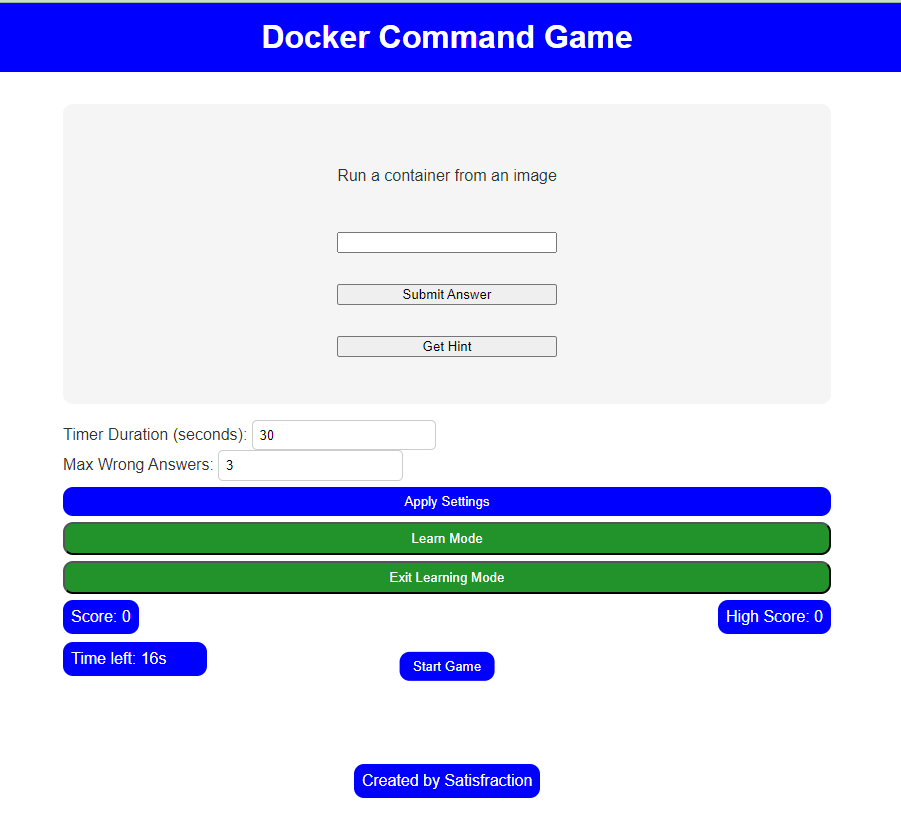 Docker Command Game
Run a container from an image
Submit Answer
Get Hint
Timer Duration (seconds): 30
Max Wrong Answers: 3
Apply Settings
Learn Mode
Exit Learning Mode
Score: 0 High Score: 0
Time left: 16s
Start Game
Created by Satisfraction